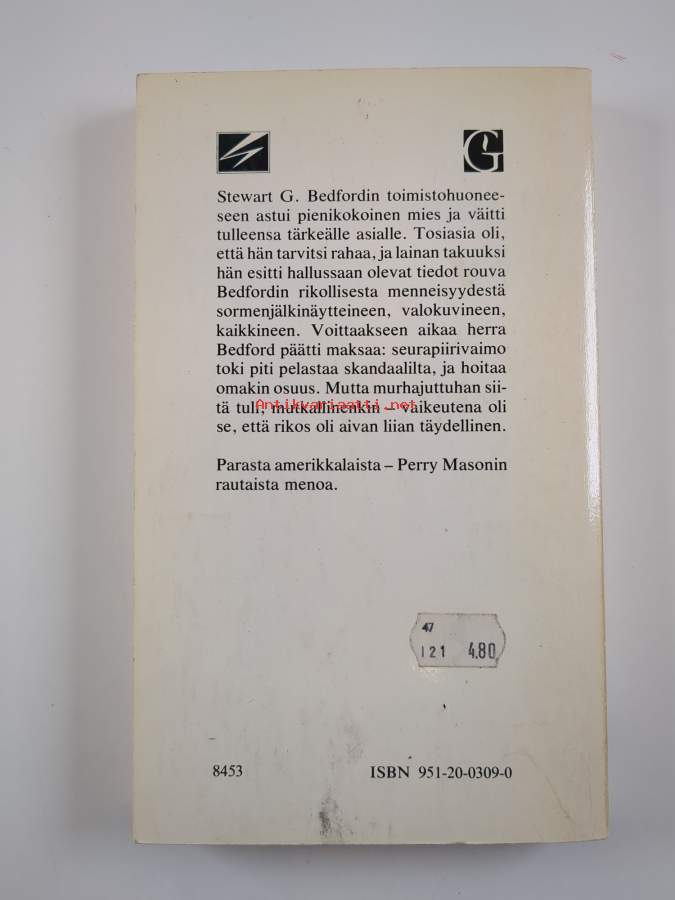 G
Stewart G. Bedfordin toimistohuonee-
seen astui pienikokoinen mies ja väitti
tulleensa tärkeälle asialle. Tosiasia oli,
että hän tarvitsi rahaa, ja lainan takuuksi
hän esitti hallussaan olevat tiedot rouva
Bedfordin rikollisesta menneisyydestä
sormenjälkinäytteineen, valokuvineen,
kaikkineen. Voittaakseen aikaa herra
Bedford päätti maksaa: seurapiirivaimo
toki piti pelastaa skandaalilta, ja hoitaa
omakin osuus. Mutta murhajuttuhan sii-
Antikvariaatti.net
tä tuli, mutkallinenkin – vaikeutena oli
se, että rikos oli aivan liian täydellinen.
Parasta amerikkalaista – Perry Masonin
rautaista menoa.
47
121 4.80
8453 ISBN 951-20-0309-0